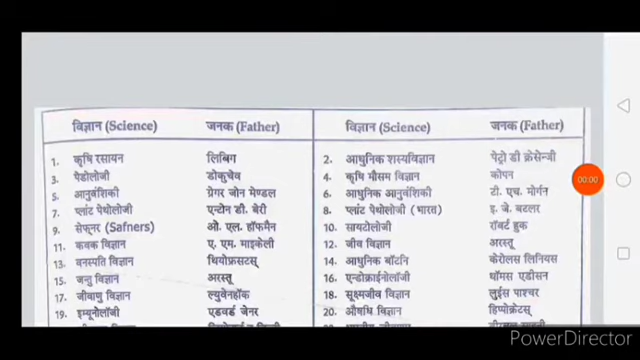 विज्ञान (Science) जनक (Father) विज्ञान (Science) जनक (Father)
1. कृषि रसायन लिबिग 2. आधुनिक शस्यविज्ञान पेट्रो डी क्रेसेन्जी
3. पेडोलोजी डोकुचेव 4. कृषि मौसम विज्ञान कोपन
5. आनुवंशिकी ग्रेगर जोन मेण्डल 6. आधुनिक आनुवंशिकी टी. एच. मोर्गन
7. प्लांट पेथोलोजी एन्टोन डी. बेरी 8. प्लांट पेथोलोजी (भारत) इ. जे. बटलर
9. सेफ्नर (Safners) ओ. एल. हॉफमैन 10. सायटोलोजी रॉबर्ट हुक
11. कवक विज्ञान ए. एम. माइकेली 12. जीव विज्ञान अरस्तू
13. वनस्पति विज्ञान थियोफ्रसटस् 14. आधुनिक बॉटनि केरोलस लिनियस
15. जन्तु विज्ञान अरस्तू 16. एन्डोक्राईनोलॉजी थॉमस एडीसन
17. जीवाणु विज्ञान ल्युवेनहॉक 18. सूक्ष्मजीव विज्ञान लुईस पाश्चर
19. इम्यूनोलॉजी एडवर्ड जेनर 20. औषधि विज्ञान हिप्पोक्रेटस्
00:00
PowerDirector